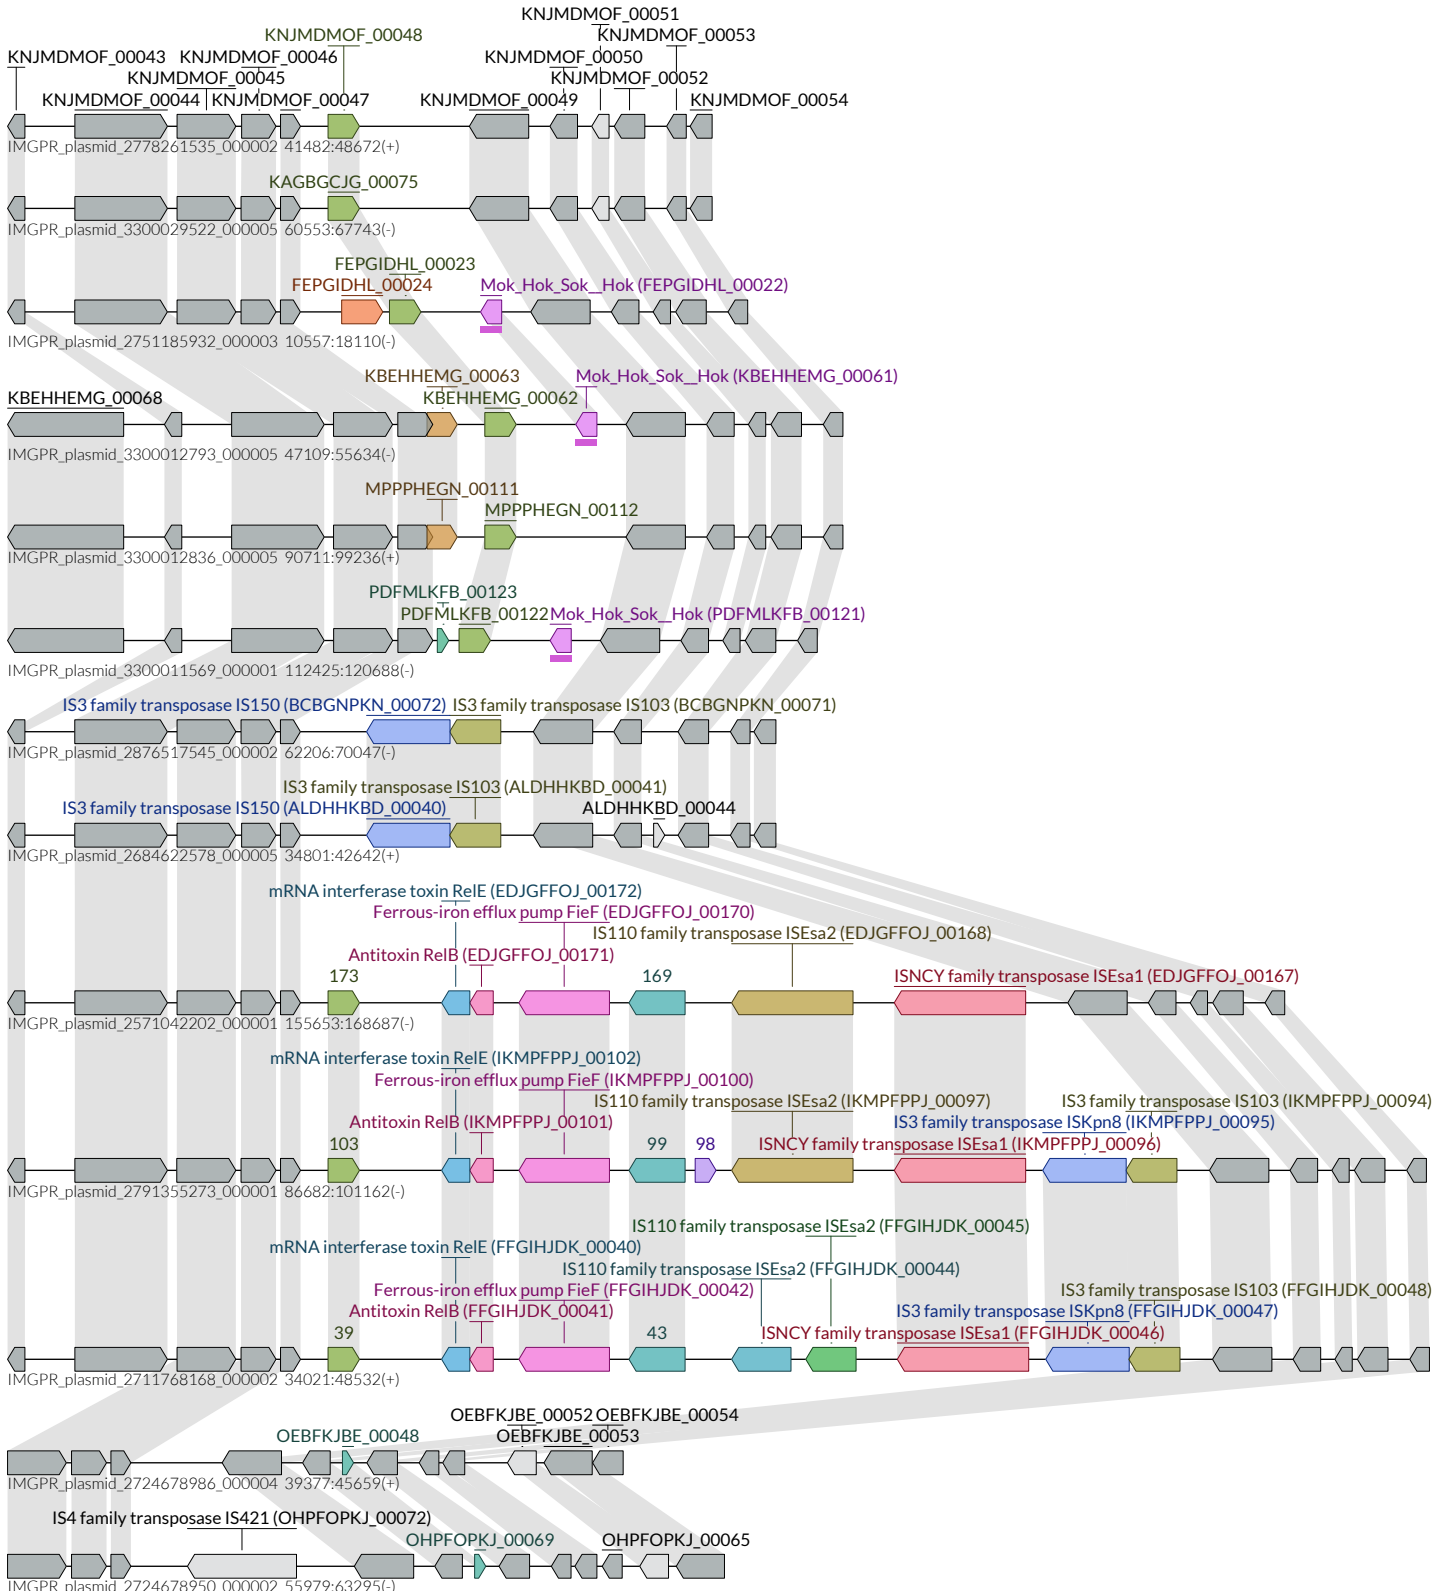 KNJMDMOF_00051
KNJMDMOF_00048 KNJMDMOF_00053
KNJMDMOF_00043 KNJMDMOF_00046 KNJMDMOF_00050
KNJMDMOF_00045 KNJMDMOF_00052
KNJMDMOF_00044 KNJMDMOF_00047 KNJMDMOF_00049 KNJMDMOF_00054
IMGPR_plasmid_2778261535_000002 41482:48672(+)
KAGBGCJG_00075
IMGPR_plasmid_3300029522_000005 60553:67743(-)
FEPGIDHL_00023
FEPGIDHL_00024 Mok_Hok_Sok__Hok (FEPGIDHL_00022)
IMGPR_plasmid_2751185932_000003 10557:18110(-)
KBEHHEMG_00063 Mok_Hok_Sok__Hok (KBEHHEMG_00061)
KBEHHEMG_00068 KBEHHEMG_00062
IMGPR_plasmid_3300012793_000005 47109:55634(-)
MPPPHEGN_00111
MPPPHEGN_00112
IMGPR_plasmid_3300012836_000005 90711:99236(+)
PDFMLKFB_00123
PDFMLKFB_00122 Mok_Hok_Sok__Hok (PDFMLKFB_00121)
IMGPR_plasmid_3300011569_000001 112425:120688(-)
IS3 family transposase IS150 (BCBGNPKN_00072) IS3 family transposase IS103 (BCBGNPKN_00071)
IMGPR_plasmid_2876517545_000002 62206:70047(-)
IS3 family transposase IS103 (ALDHHKBD_00041)
IS3 family transposase IS150 (ALDHHKBD_00040) ALDHHKBD_00044
IMGPR_plasmid_2684622578_000005 34801:42642(+)
mRNA interferase toxin RelE (EDJGFFOJ_00172)
Ferrous-iron efflux pump FieF (EDJGFFOJ_00170)
IS110 family transposase ISEsa2 (EDJGFFOJ_00168)
Antitoxin RelB (EDJGFFOJ_00171)
173 169 ISNCY family transposase ISEsa1 (EDJGFFOJ_00167)
IMGPR_plasmid_2571042202_000001 155653:168687(-)
mRNA interferase toxin RelE (IKMPFPPJ_00102)
Ferrous-iron efflux pump FieF (IKMPFPPJ_00100)
IS110 family transposase ISEsa2 (IKMPFPPJ_00097) IS3 family transposase IS103 (IKMPFPPJ_00094)
Antitoxin RelB (IKMPFPPJ_00101) IS3 family transposase ISKpn8 (IKMPFPPJ_00095)
103 99 98 ISNCY family transposase ISEsa1 (IKMPFPPJ_00096)
IMGPR_plasmid_2791355273_000001 86682:101162(-)
IS110 family transposase ISEsa2 (FFGIHJDK_00045)
mRNA interferase toxin RelE (FFGIHJDK_00040)
IS110 family transposase ISEsa2 (FFGIHJDK_00044)
Ferrous-iron efflux pump FieF (FFGIHJDK_00042) IS3 family transposase IS103 (FFGIHJDK_00048)
Antitoxin RelB (FFGIHJDK_00041) IS3 family transposase ISKpn8 (FFGIHJDK_00047)
39 43 ISNCY family transposase ISEsa1 (FFGIHJDK_00046)
IMGPR_plasmid_2711768168_000002 34021:48532(+)
OEBFKJBE_00052 OEBFKJBE_00054
OEBFKJBE_00048 OEBFKJBE_00053
IMGPR_plasmid_2724678986_000004 39377:45659(+)
IS4 family transposase IS421 (OHPFOPKJ_00072)
OHPFOPKJ_00069 OHPFOPKJ_00065
IMGPR_plasmid_2724678950_000002 55979:63295(-)